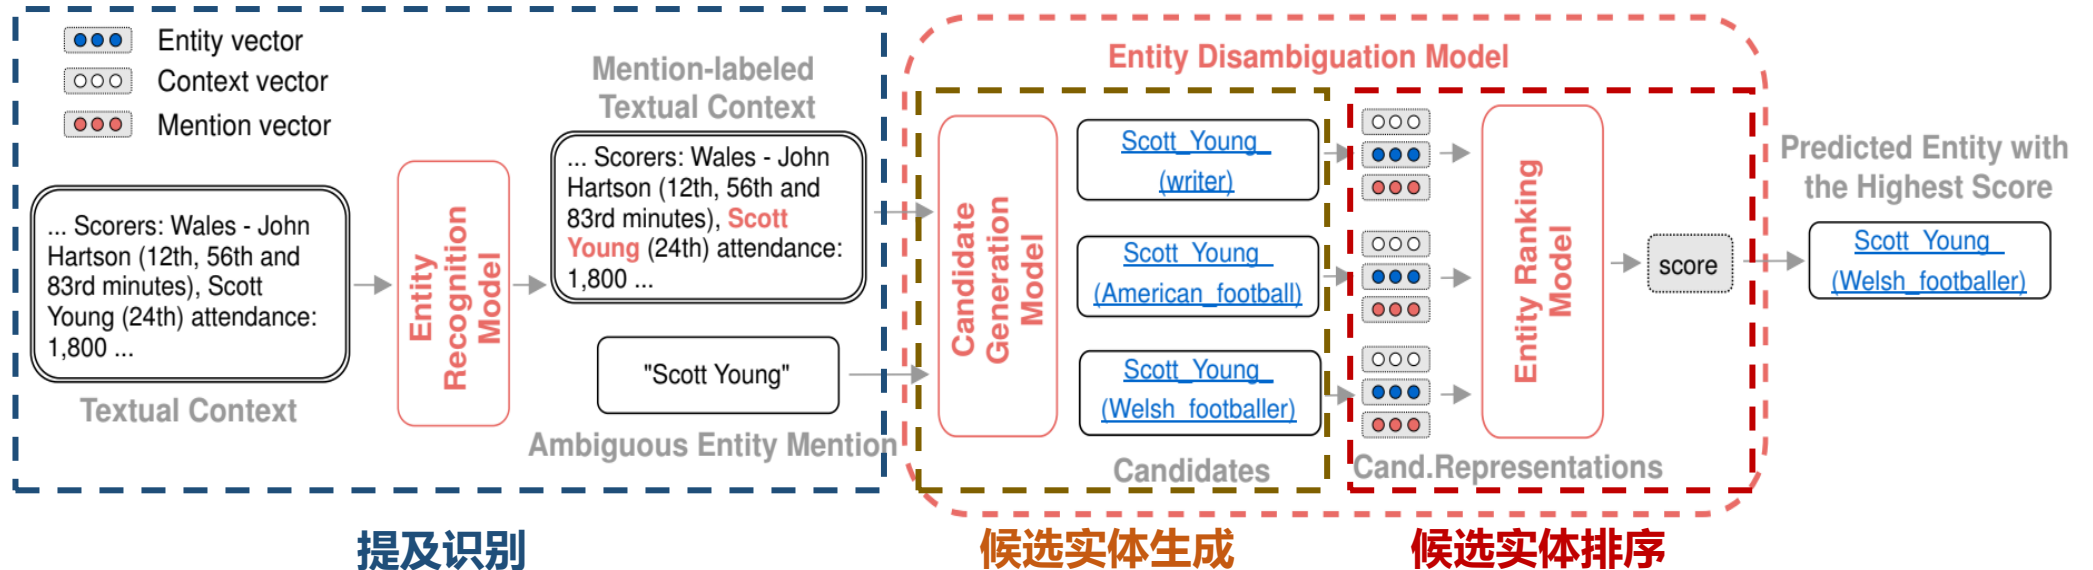 Entity vector
Context vector
Mention vector
... Scorers: Wales - John
Hartson (12th, 56th and
83rd minutes), Scott
Young (24th) attendance:
1,800 ...
Textual Context
Entity
Recognition
Model
Mention-labeled
Textual Context
... Scorers: Wales - John
Hartson (12th, 56th and
83rd minutes), Scott
Young (24th) attendance:
1,800 ...
"Scott Young"
Ambiguous Entity Mention
提及识别
Entity Disambiguation Model
Candidate
Generation
Model
Scott_Young_
(writer)
Scott_Young_
(American_football)
Scott_Young_
(Welsh_footballer)
Candidates
候选实体生成
Cand.Representations
Entity Ranking
Model
score
候选实体排序
Predicted Entity with
the Highest Score
Scott_Young_
(Welsh_footballer)